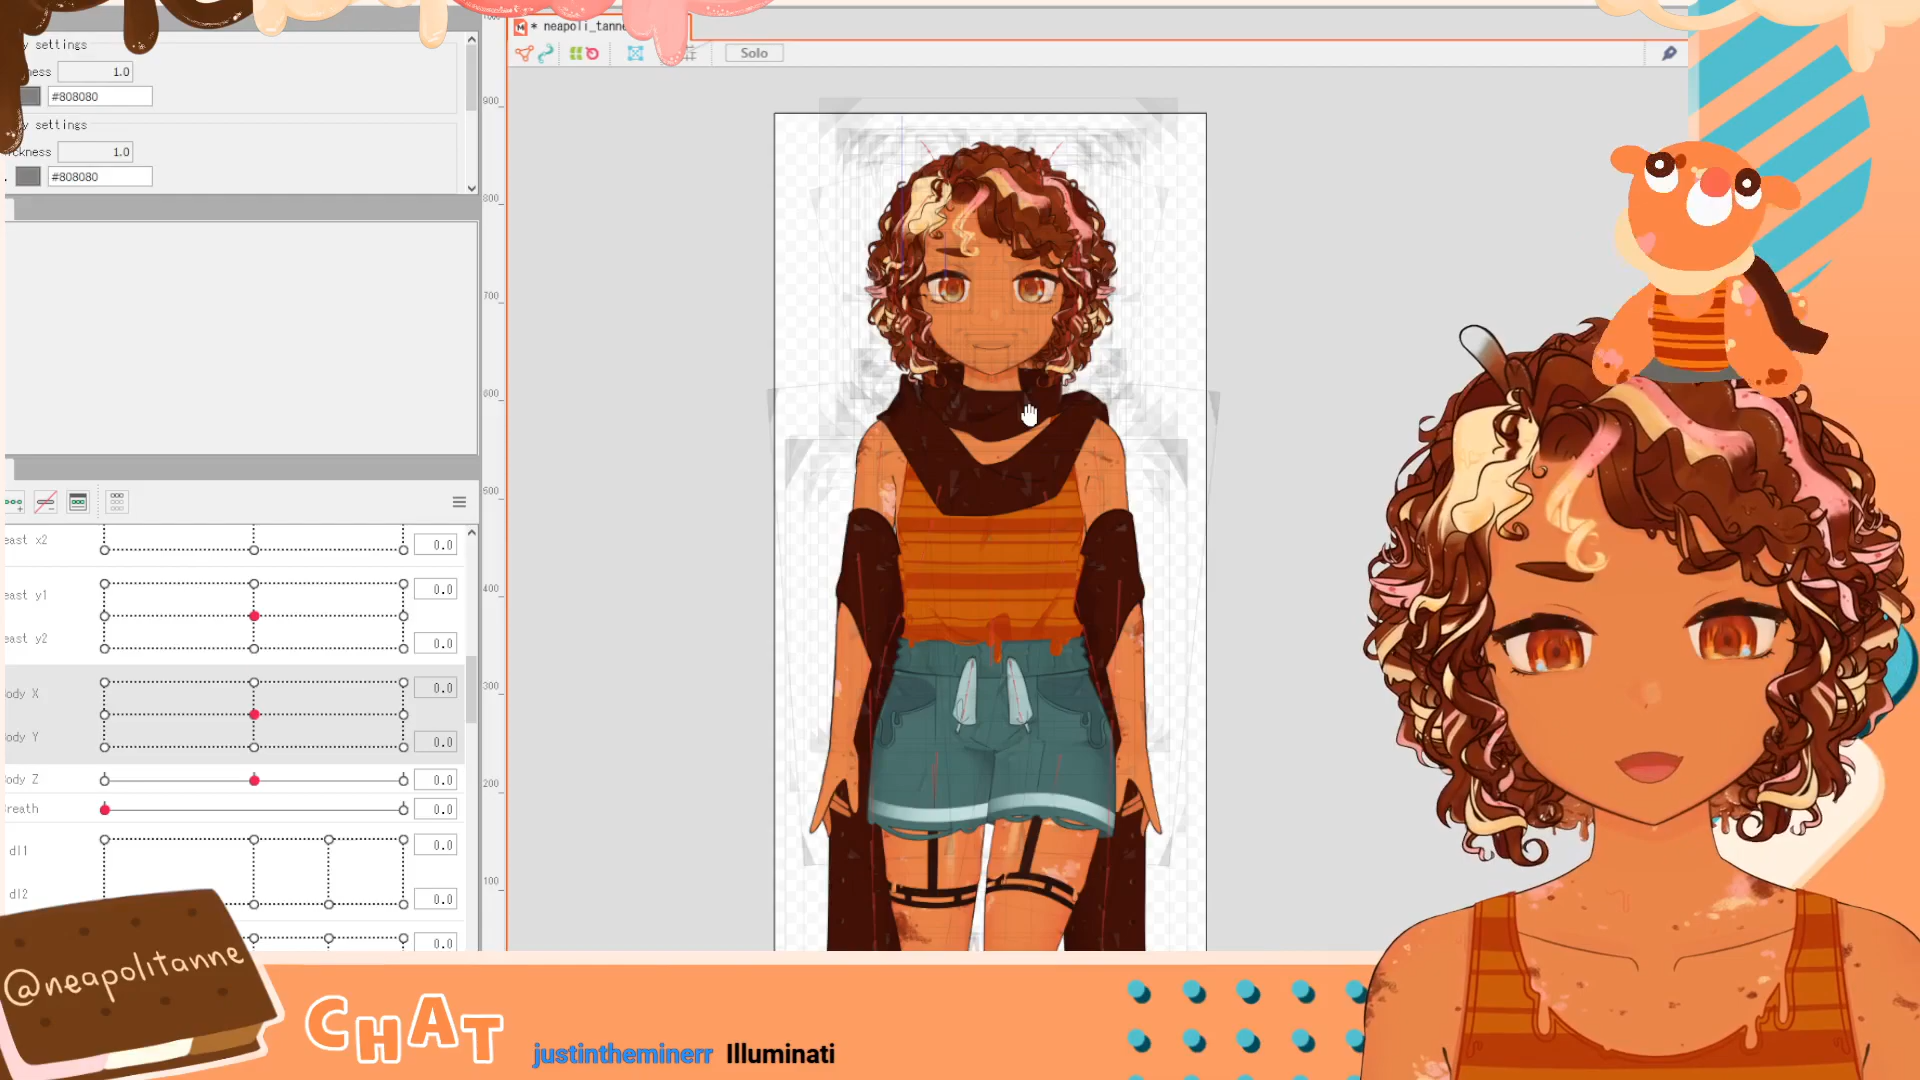 y settings
ness 1.0
#808080
y settings
ckness 1.0
#808080
* neapoli_tanne
Solo
900
800
700
600
500
400
300
200
100
east x2 0.0
east y1 0.0
east y2 0.0
ody X 0.0
ody Y 0.0
ody Z 0.0
reath 0.0
dl1 0.0
dl2 0.0
0.0
@neapolitanne
CHAT
justintheminerr Illuminati